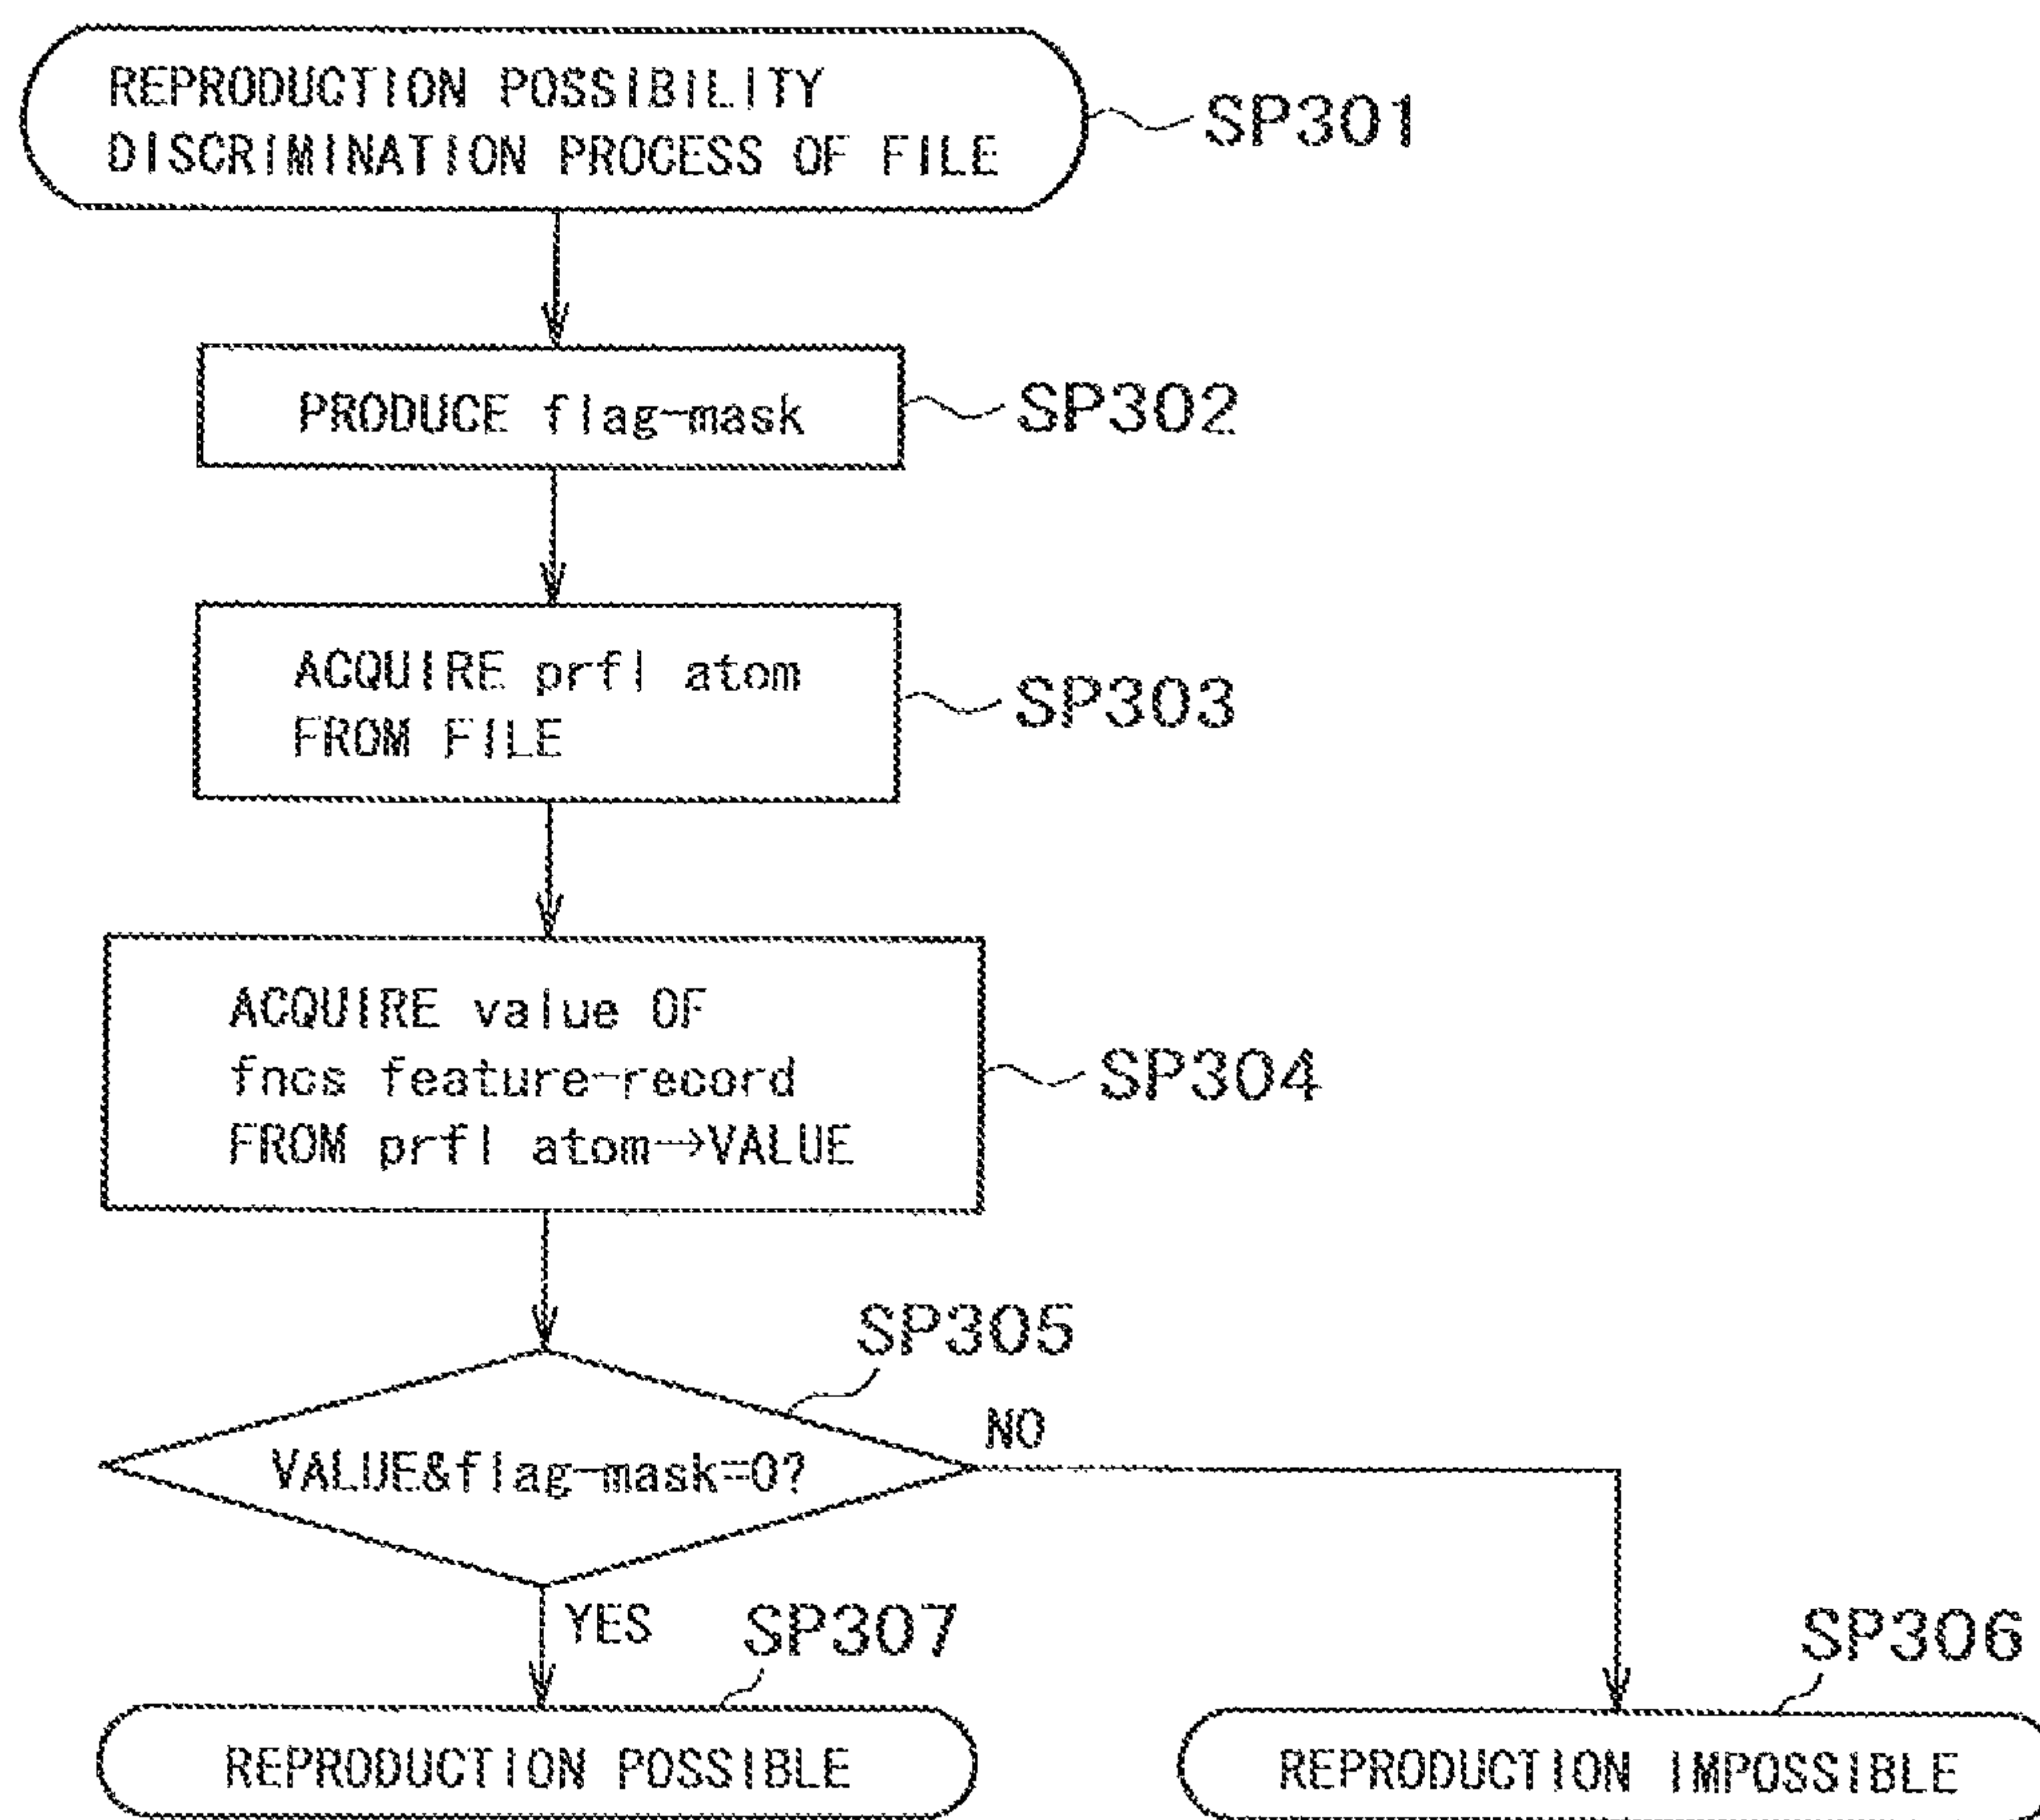 REPRODUCTION POSSIBILITY
DISCRIMINATION PROCESS OF FILE
SP301
PRODUCE flag-mask
SP302
ACQUIRE prfl atom
FROM FILE
SP303
ACQUIRE value OF
fncs feature-record
FROM prfl atom→VALUE
SP304
SP305
VALUE&flag-mask=0?
NO
YES
SP307
SP306
REPRODUCTION POSSIBLE
REPRODUCTION IMPOSSIBLE